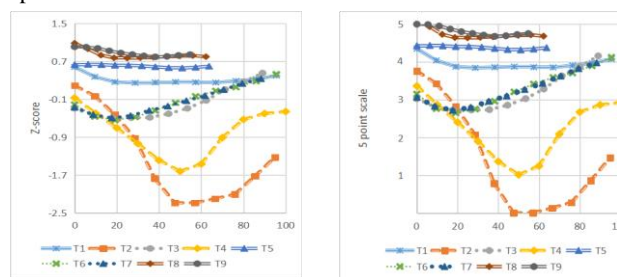 1.5
0.7
-0.1
-0.9
-1.7
-2.5
Z-score
0 20 40 60 80 100
T1 T2 T3 T4 T5
T6 T7 T8 T9
5
4
3
2
1
5 point scale
0 20 40 60 80
T1 T2 T3 T4 T5
T6 T7 T8 T9